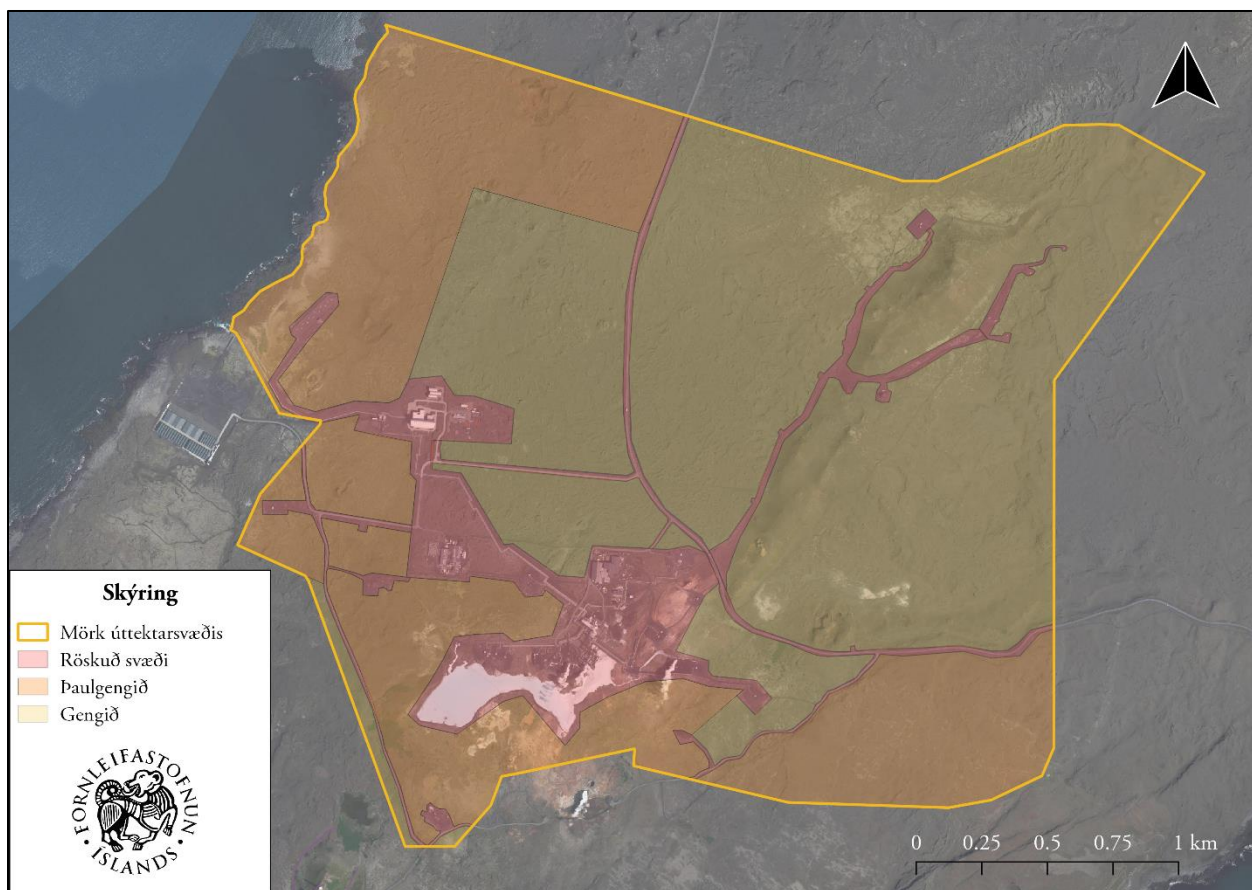 Skýring
Mörk úttektarsvæðis
Röskuð svæði
Þaulgengið
Gengið
FORNLEIFASTOFNUN
· ÍSLANDS ·
0 0.25 0.5 0.75 1 km